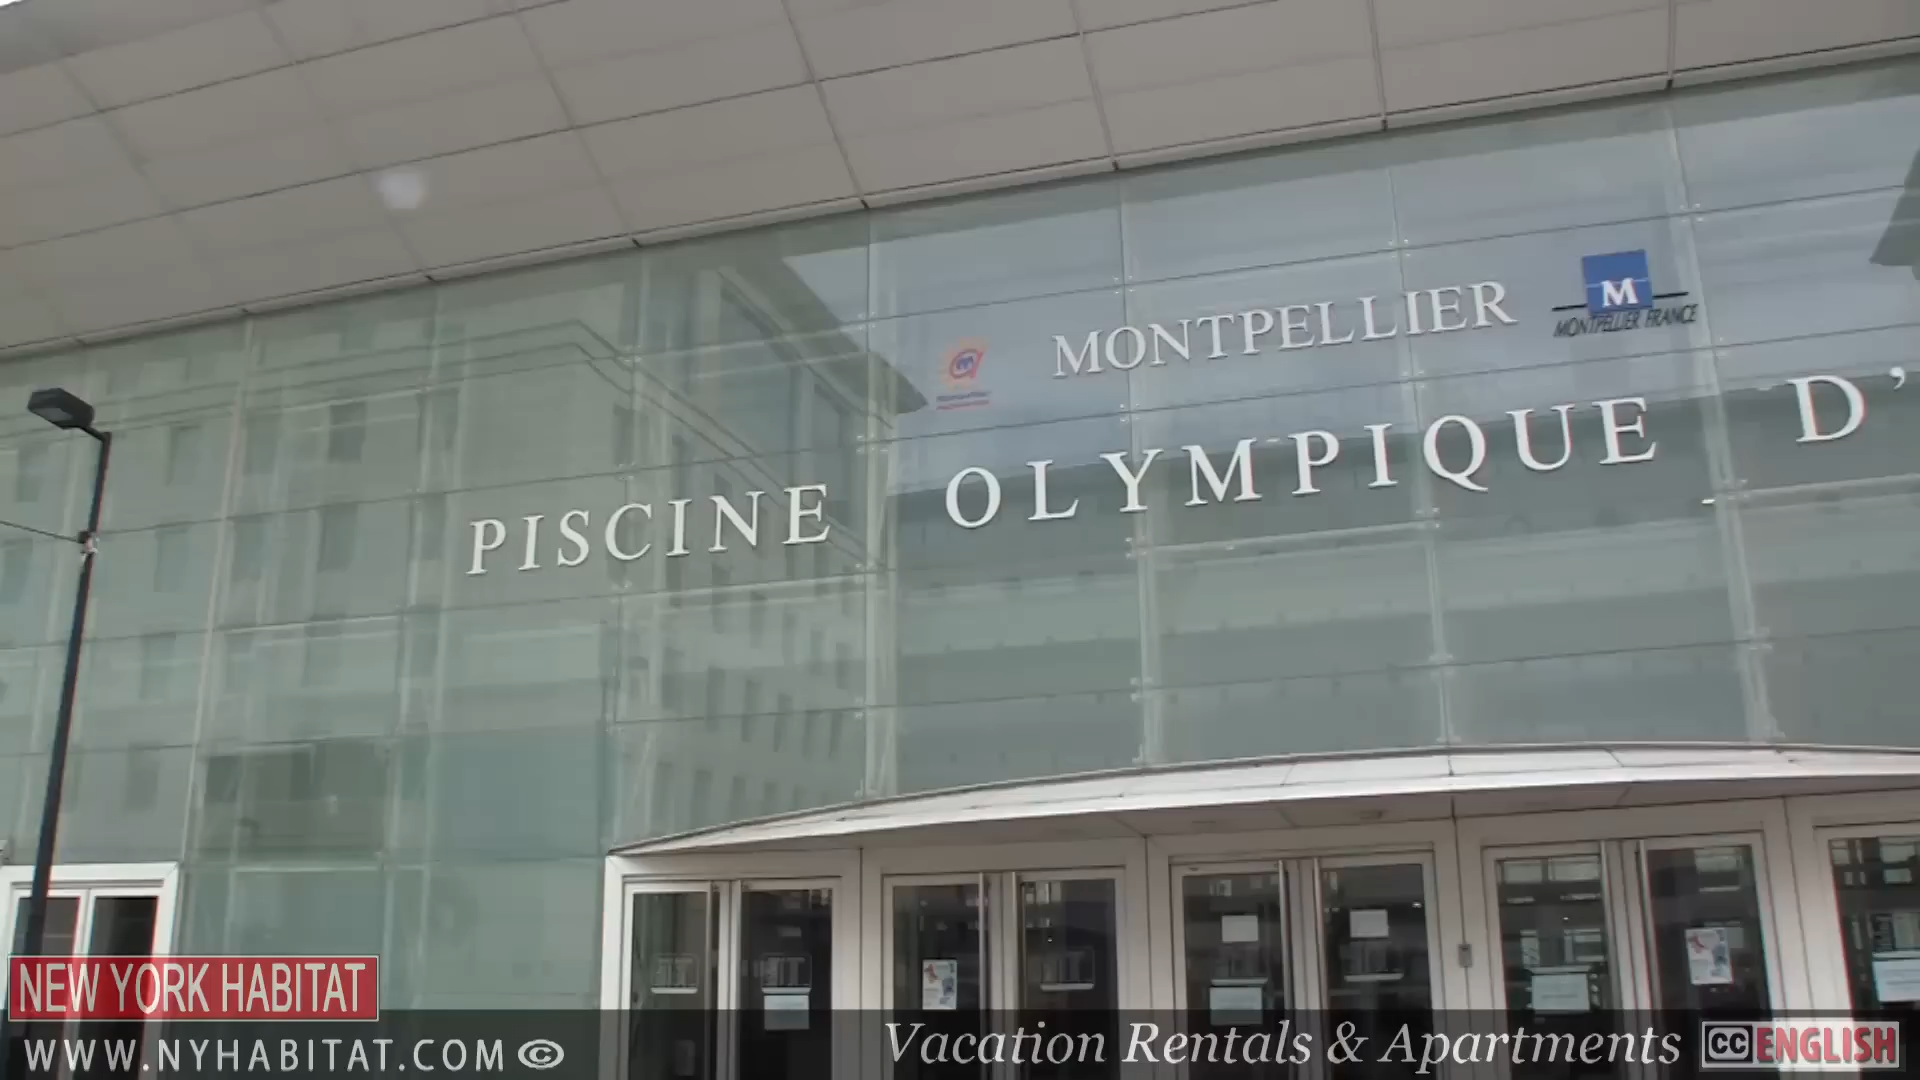 MONTPELLIER
M
MONTPELLIER FRANCE
PISCINE OLYMPIQUE D'
NEW YORK HABITAT
WWW.NYHABITAT.COM ©
Vacation Rentals & Apartments
CC ENGLISH